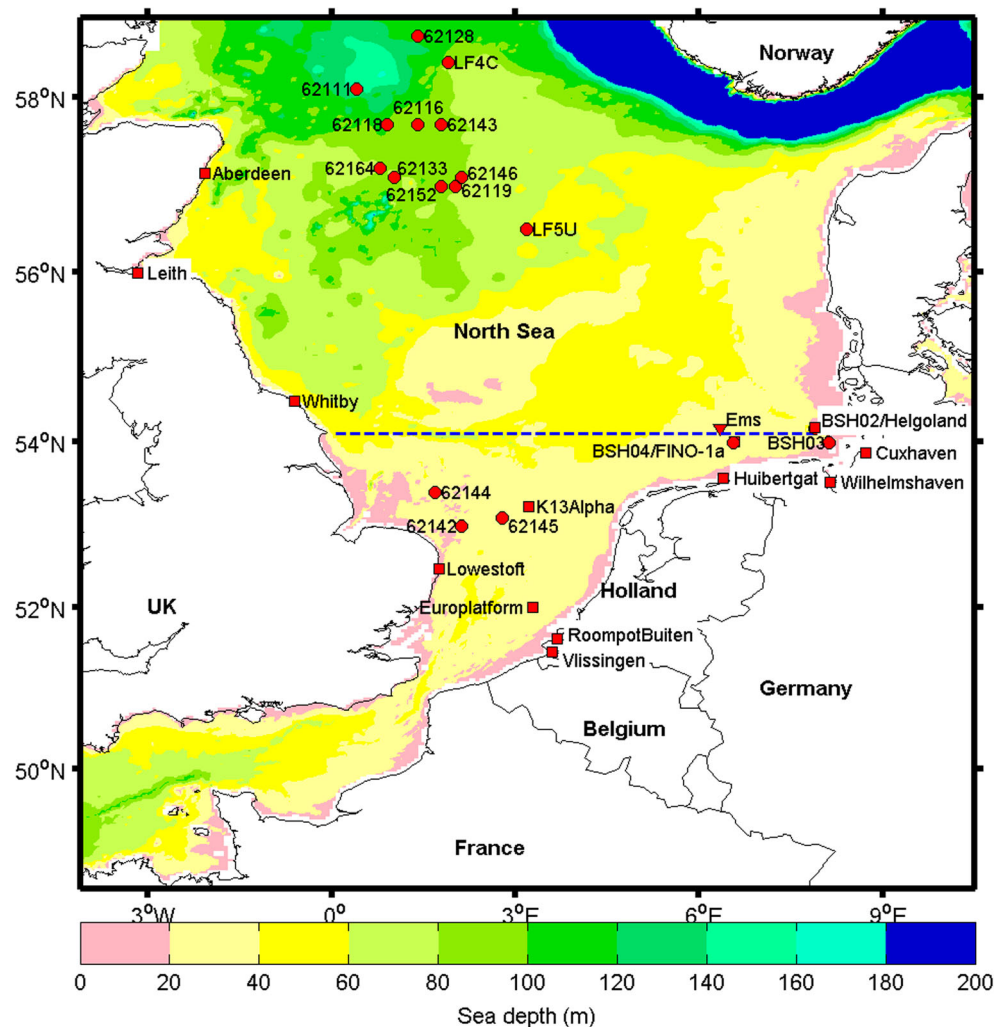 62128
Norway
LF4C
58°N
62111
62116
62118
62143
62164
62133
62146
Aberdeen
62152
62119
LF5U
56°N
Leith
North Sea
Whitby
Ems
BSH02/Helgoland
54°N
BSH04/FINO-1a
BSH03
Cuxhaven
Huibertgat
Wilhelmshaven
62144
K13Alpha
62142
62145
Lowestoft
Holland
52°N
UK
Europlatform
RoompotBuiten
Vlissingen
Germany
Belgium
50°N
France
3°W
0°
3°E
6°E
9°E
0 20 40 60 80 100 120 140 160 180 200
Sea depth (m)